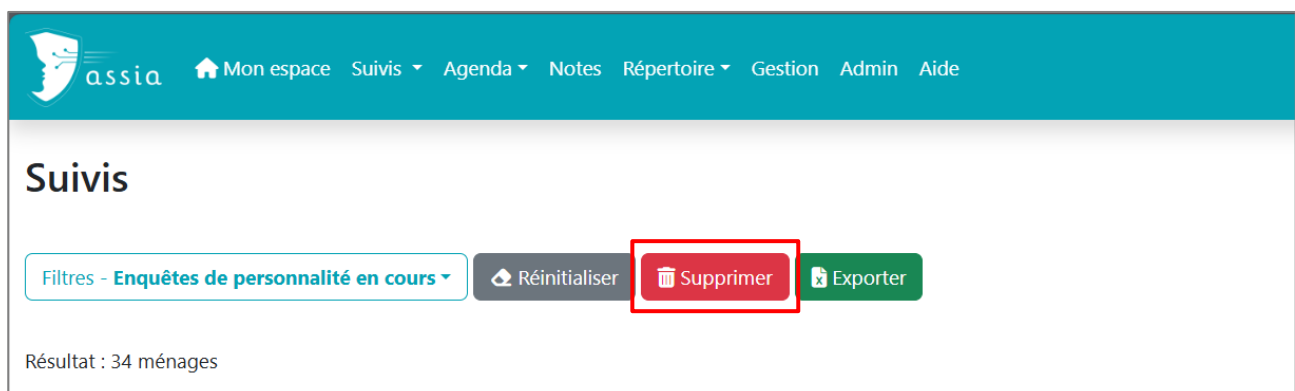 assia Mon espace Suivis Agenda Notes Répertoire Gestion Admin Aide
Suivis
Filtres - Enquêtes de personnalité en cours Réinitialiser Supprimer Exporter
Résultat : 34 ménages